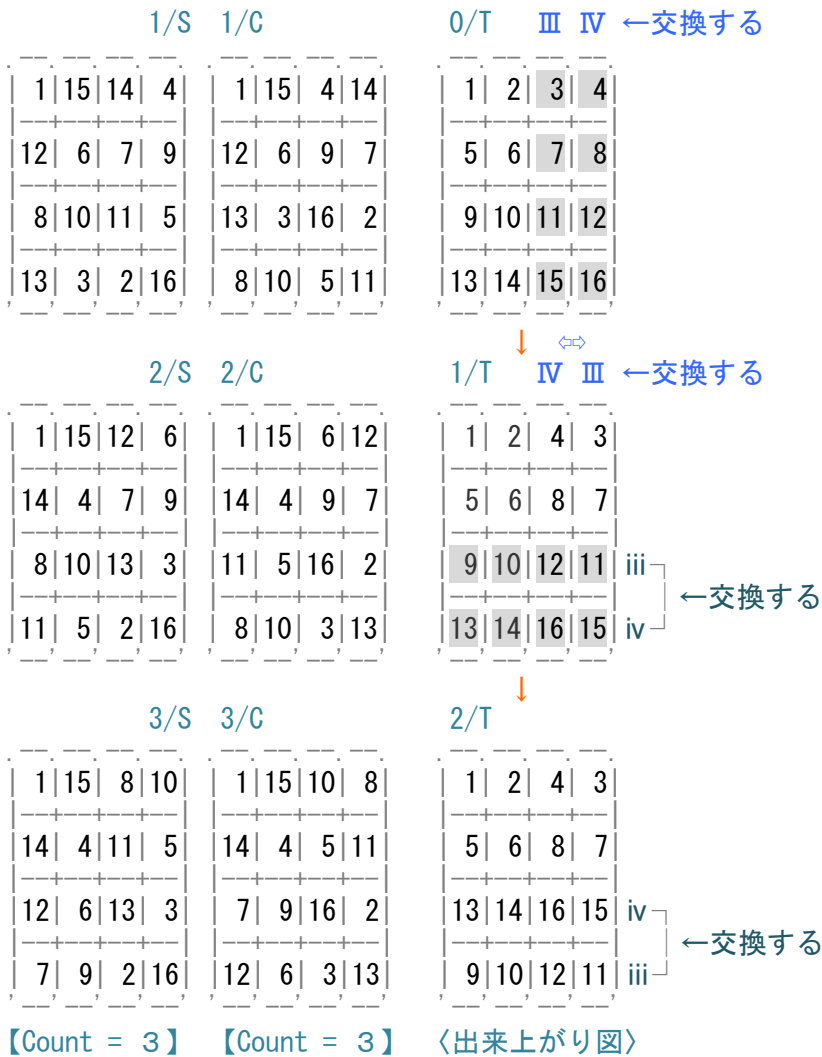 1/S 1/C 0/T Ⅲ Ⅳ ←交換する
. ――. ――. ――. ――. . ――. ――. ――. ――. . ――. ――. ――. ――.
| 1|15|14| 4| | 1|15| 4|14| | 1| 2| 3| 4|
|――+――+――+――| |――+――+――+――| |――+――+――+――|
|12| 6| 7| 9| |12| 6| 9| 7| | 5| 6| 7| 8|
|――+――+――+――| |――+――+――+――| |――+――+――+――|
| 8|10|11| 5| |13| 3|16| 2| | 9|10|11|12|
|――+――+――+――| |――+――+――+――| |――+――+――+――|
|13| 3| 2|16| | 8|10| 5|11| |13|14|15|16|
' ――' ――' ――' ――' ' ――' ――' ――' ――' ' ――' ――' ――' ――'
↓ ⇦⇨
2/S 2/C 1/T Ⅳ Ⅲ ←交換する
. ――. ――. ――. ――. . ――. ――. ――. ――. . ――. ――. ――. ――.
| 1|15|12| 6| | 1|15| 6|12| | 1| 2| 4| 3|
|――+――+――+――| |――+――+――+――| |――+――+――+――|
|14| 4| 7| 9| |14| 4| 9| 7| | 5| 6| 8| 7|
|――+――+――+――| |――+――+――+――| |――+――+――+――|
| 8|10|13| 3| |11| 5|16| 2| | 9|10|12|11| ⅲ┐
|――+――+――+――| |――+――+――+――| |――+――+――+――| │ ←交換する
|11| 5| 2|16| | 8|10| 3|13| |13|14|16|15| ⅳ┘
' ――' ――' ――' ――' ' ――' ――' ――' ――' ' ――' ――' ――' ――'
↓
3/S 3/C 2/T
. ――. ――. ――. ――. . ――. ――. ――. ――. . ――. ――. ――. ――.
| 1|15| 8|10| | 1|15|10| 8| | 1| 2| 4| 3|
|――+――+――+――| |――+――+――+――| |――+――+――+――|
|14| 4|11| 5| |14| 4| 5|11| | 5| 6| 8| 7|
|――+――+――+――| |――+――+――+――| |――+――+――+――|
|12| 6|13| 3| | 7| 9|16| 2| |13|14|16|15| ⅳ┐
|――+――+――+――| |――+――+――+――| |――+――+――+――| │ ←交換する
| 7| 9| 2|16| |12| 6| 3|13| | 9|10|12|11| ⅲ┘
' ――' ――' ――' ――' ' ――' ――' ――' ――' ' ――' ――' ――' ――'
【Count = ３】 【Count = ３】 〈出来上がり図〉